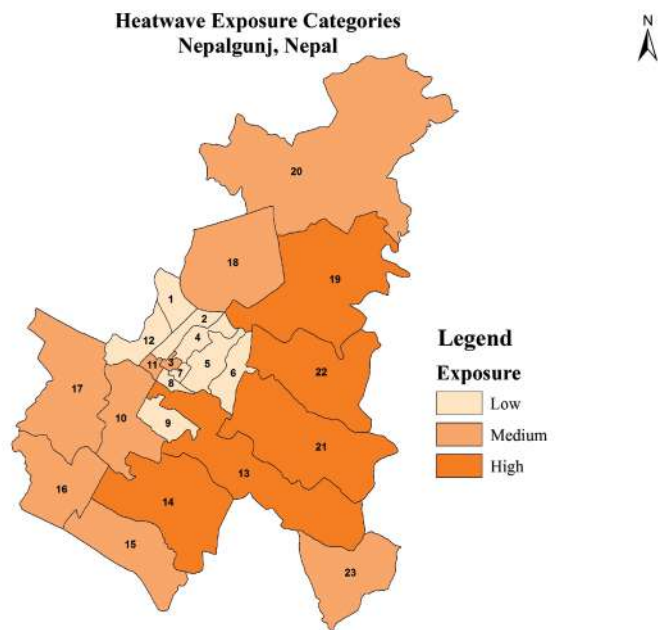 Heatwave Exposure Categories
Nepalgunj, Nepal
N
20
18
19
1
2
4
12
11
3
7
5
6
8
22
17
10
9
21
13
16
14
15
23
Legend
Exposure
Low
Medium
High